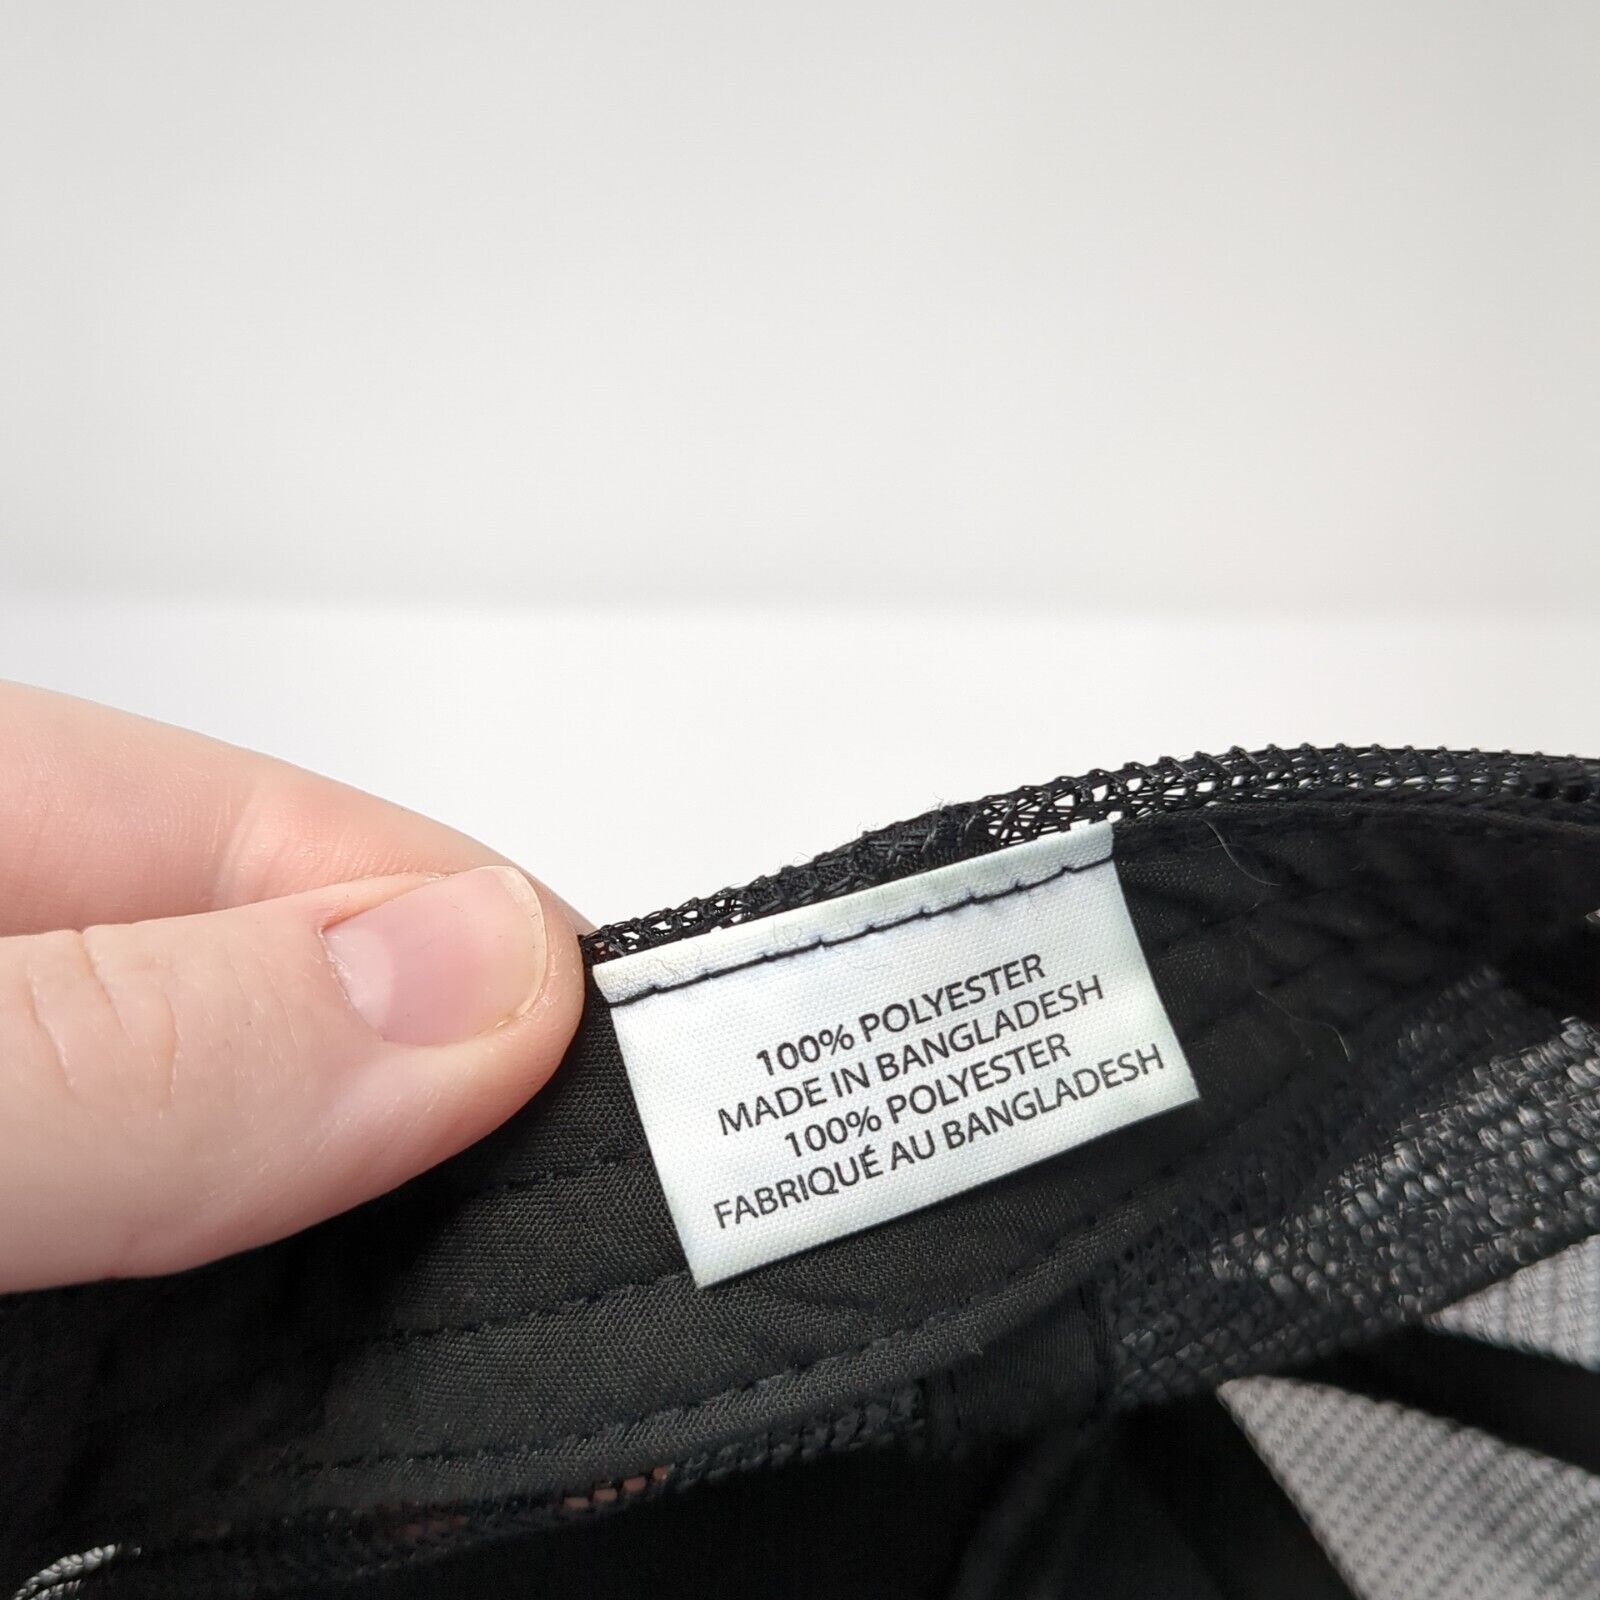 100% POLYESTER
MADE IN BANGLADESH
100% POLYESTER
FABRIQUÉ AU BANGLADESH